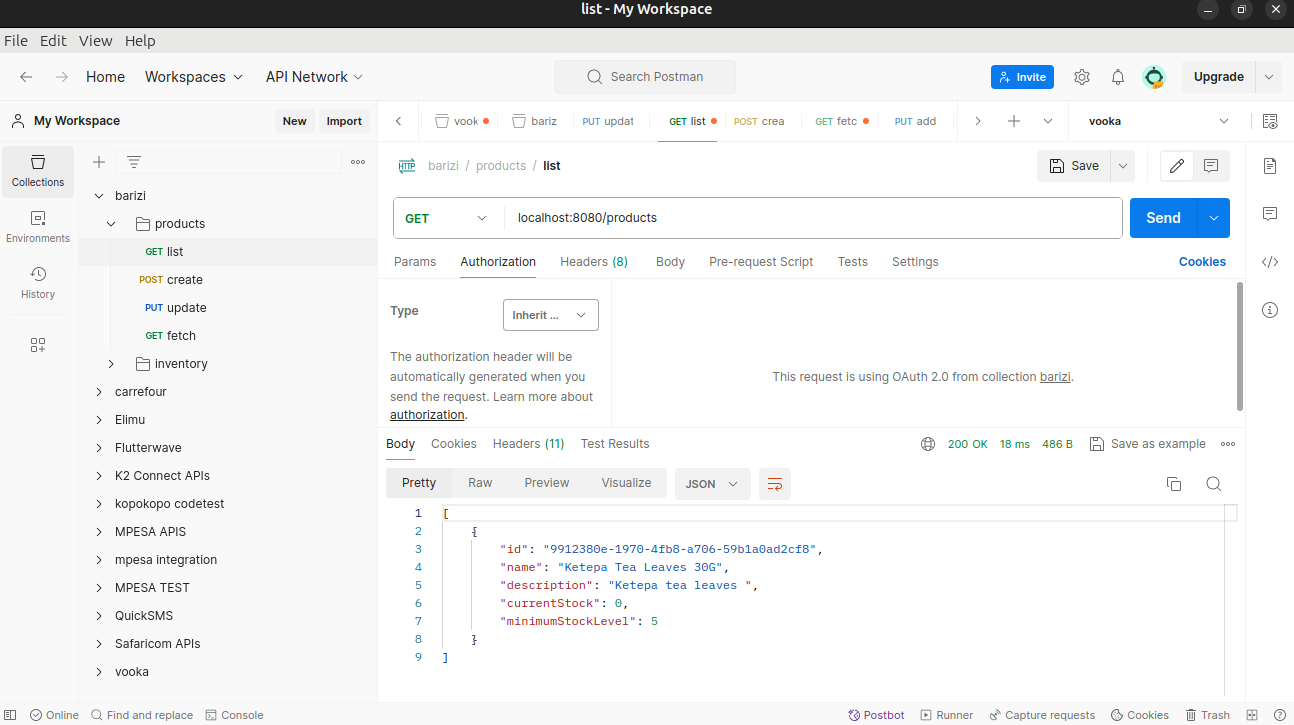 list - My Workspace
File Edit View Help
Home Workspaces API Network Search Postman Invite Upgrade
My Workspace New Import
vook bariz PUT updat GET list POST crea GET fetc PUT add vooka
Collections
Environments
History
barizi
products
GET list
POST create
PUT update
GET fetch
inventory
carrefour
Elimu
Flutterwave
K2 Connect APIs
kopokopo codetest
MPESA APIS
mpesa integration
MPESA TEST
QuickSMS
Safaricom APIs
vooka
HTTP barizi / products / list Save
GET localhost:8080/products Send
Params Authorization Headers (8) Body Pre-request Script Tests Settings Cookies
Type Inherit ...
The authorization header will be
automatically generated when you
send the request. Learn more about
authorization.
This request is using OAuth 2.0 from collection barizi.
Body Cookies Headers (11) Test Results 200 OK 18 ms 486 B Save as example
Pretty Raw Preview Visualize JSON
1 [
2 {
3 "id": "9912380e-1970-4fb8-a706-59b1a0ad2cf8",
4 "name": "Ketepa Tea Leaves 30G",
5 "description": "Ketepa tea leaves ",
6 "currentStock": 0,
7 "minimumStockLevel": 5
8 }
9 ]
Online Find and replace Console Postbot Runner Capture requests Cookies Trash